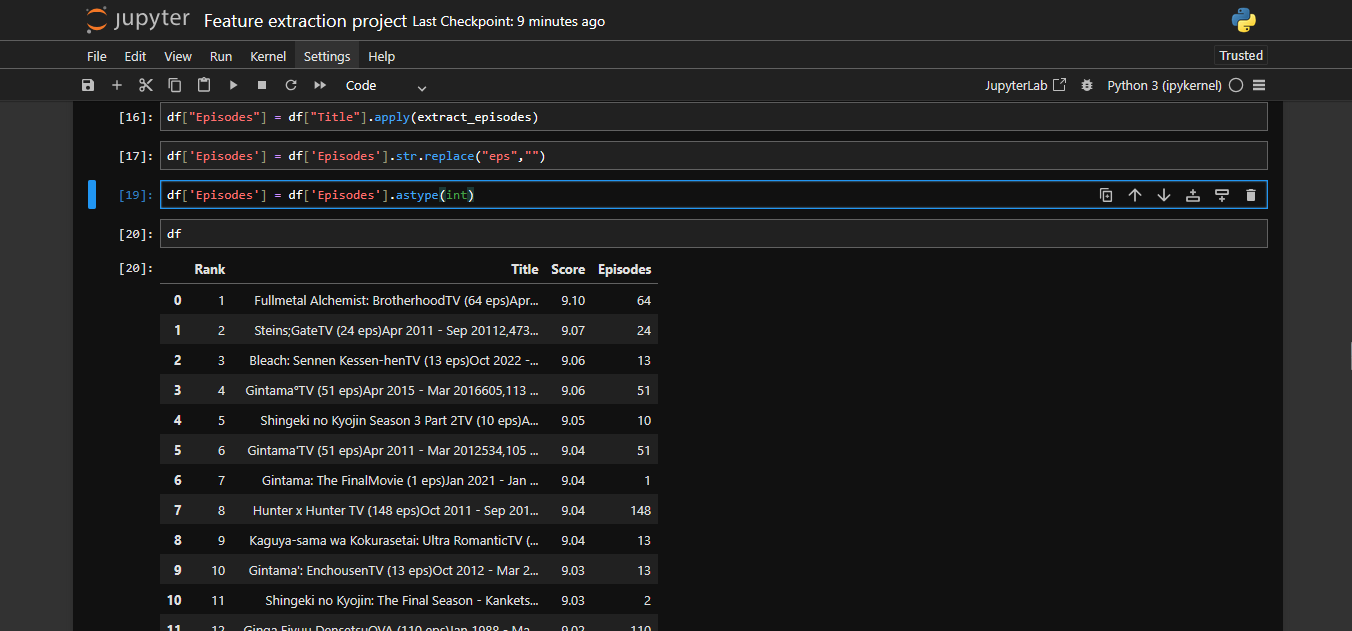 jupyter Feature extraction project Last Checkpoint: 9 minutes ago
File Edit View Run Kernel Settings Help Trusted
Code JupyterLab Python 3 (ipykernel)
[16]: df["Episodes"] = df["Title"].apply(extract_episodes)
[17]: df['Episodes'] = df['Episodes'].str.replace("eps","")
[19]: df['Episodes'] = df['Episodes'].astype(int)
[20]: df
[20]: Rank Title Score Episodes
0 1 Fullmetal Alchemist: BrotherhoodTV (64 eps)Apr... 9.10 64
1 2 Steins;GateTV (24 eps)Apr 2011 - Sep 20112,473... 9.07 24
2 3 Bleach: Sennen Kessen-henTV (13 eps)Oct 2022 -... 9.06 13
3 4 Gintama°TV (51 eps)Apr 2015 - Mar 2016605,113 ... 9.06 51
4 5 Shingeki no Kyojin Season 3 Part 2TV (10 eps)A... 9.05 10
5 6 Gintama'TV (51 eps)Apr 2011 - Mar 2012534,105 ... 9.04 51
6 7 Gintama: The FinalMovie (1 eps)Jan 2021 - Jan ... 9.04 1
7 8 Hunter x Hunter TV (148 eps)Oct 2011 - Sep 201... 9.04 148
8 9 Kaguya-sama wa Kokurasetai: Ultra RomanticTV (... 9.04 13
9 10 Gintama': EnchousenTV (13 eps)Oct 2012 - Mar 2... 9.03 13
10 11 Shingeki no Kyojin: The Final Season - Kankets... 9.03 2
11 12 Ginga Eiyuu DensetsuOVA (110 eps)Jan 1988 - Ma... 9.02 110